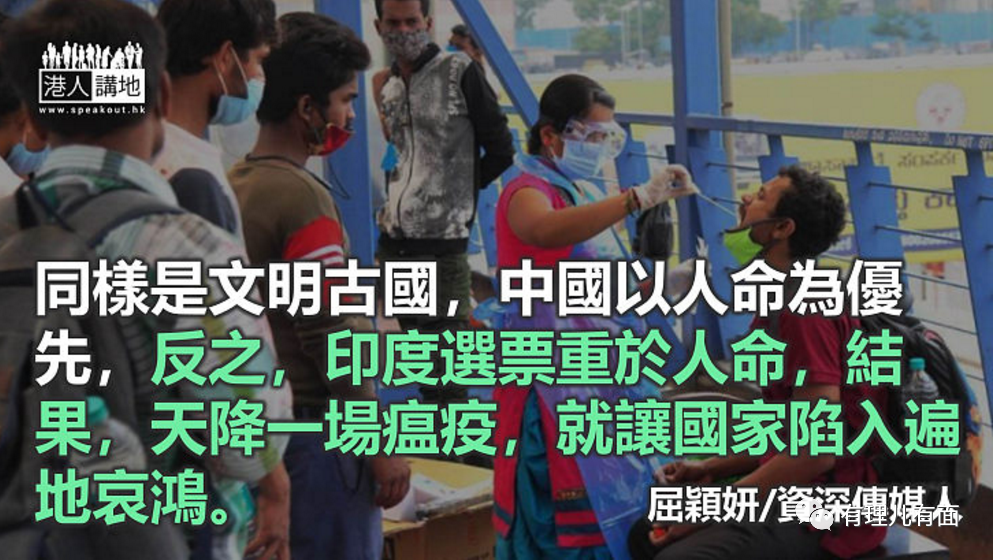 港人講地
www.speakout.hk
同樣是文明古國，中國以人命為優
先，反之，印度選票重於人命，結
果，天降一場瘟疫，就讓國家陷入遍
地哀鴻。
屈穎妍/資深傳媒人
有理儿有面